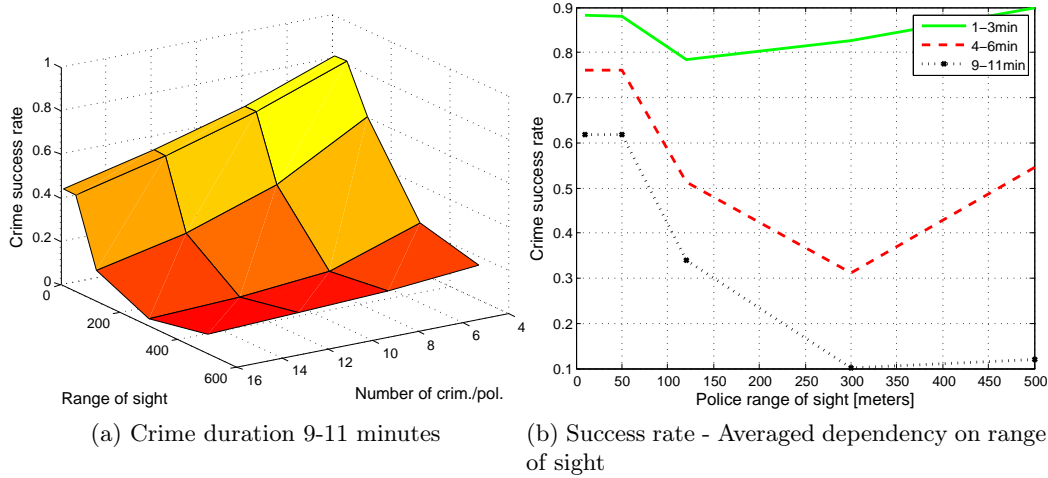 1
0.8
0.6
0.4
0.2
0
Crime success rate
0
200
400
600
Range of sight
16
14
12
10
8
6
4
Number of crim./pol.
(a) Crime duration 9-11 minutes
0.9
0.8
0.7
0.6
0.5
0.4
0.3
0.2
0.1
Crime success rate
1−3min
4−6min
9−11min
0 50 100 150 200 250 300 350 400 450 500
Police range of sight [meters]
(b) Success rate - Averaged dependency on range
of sight